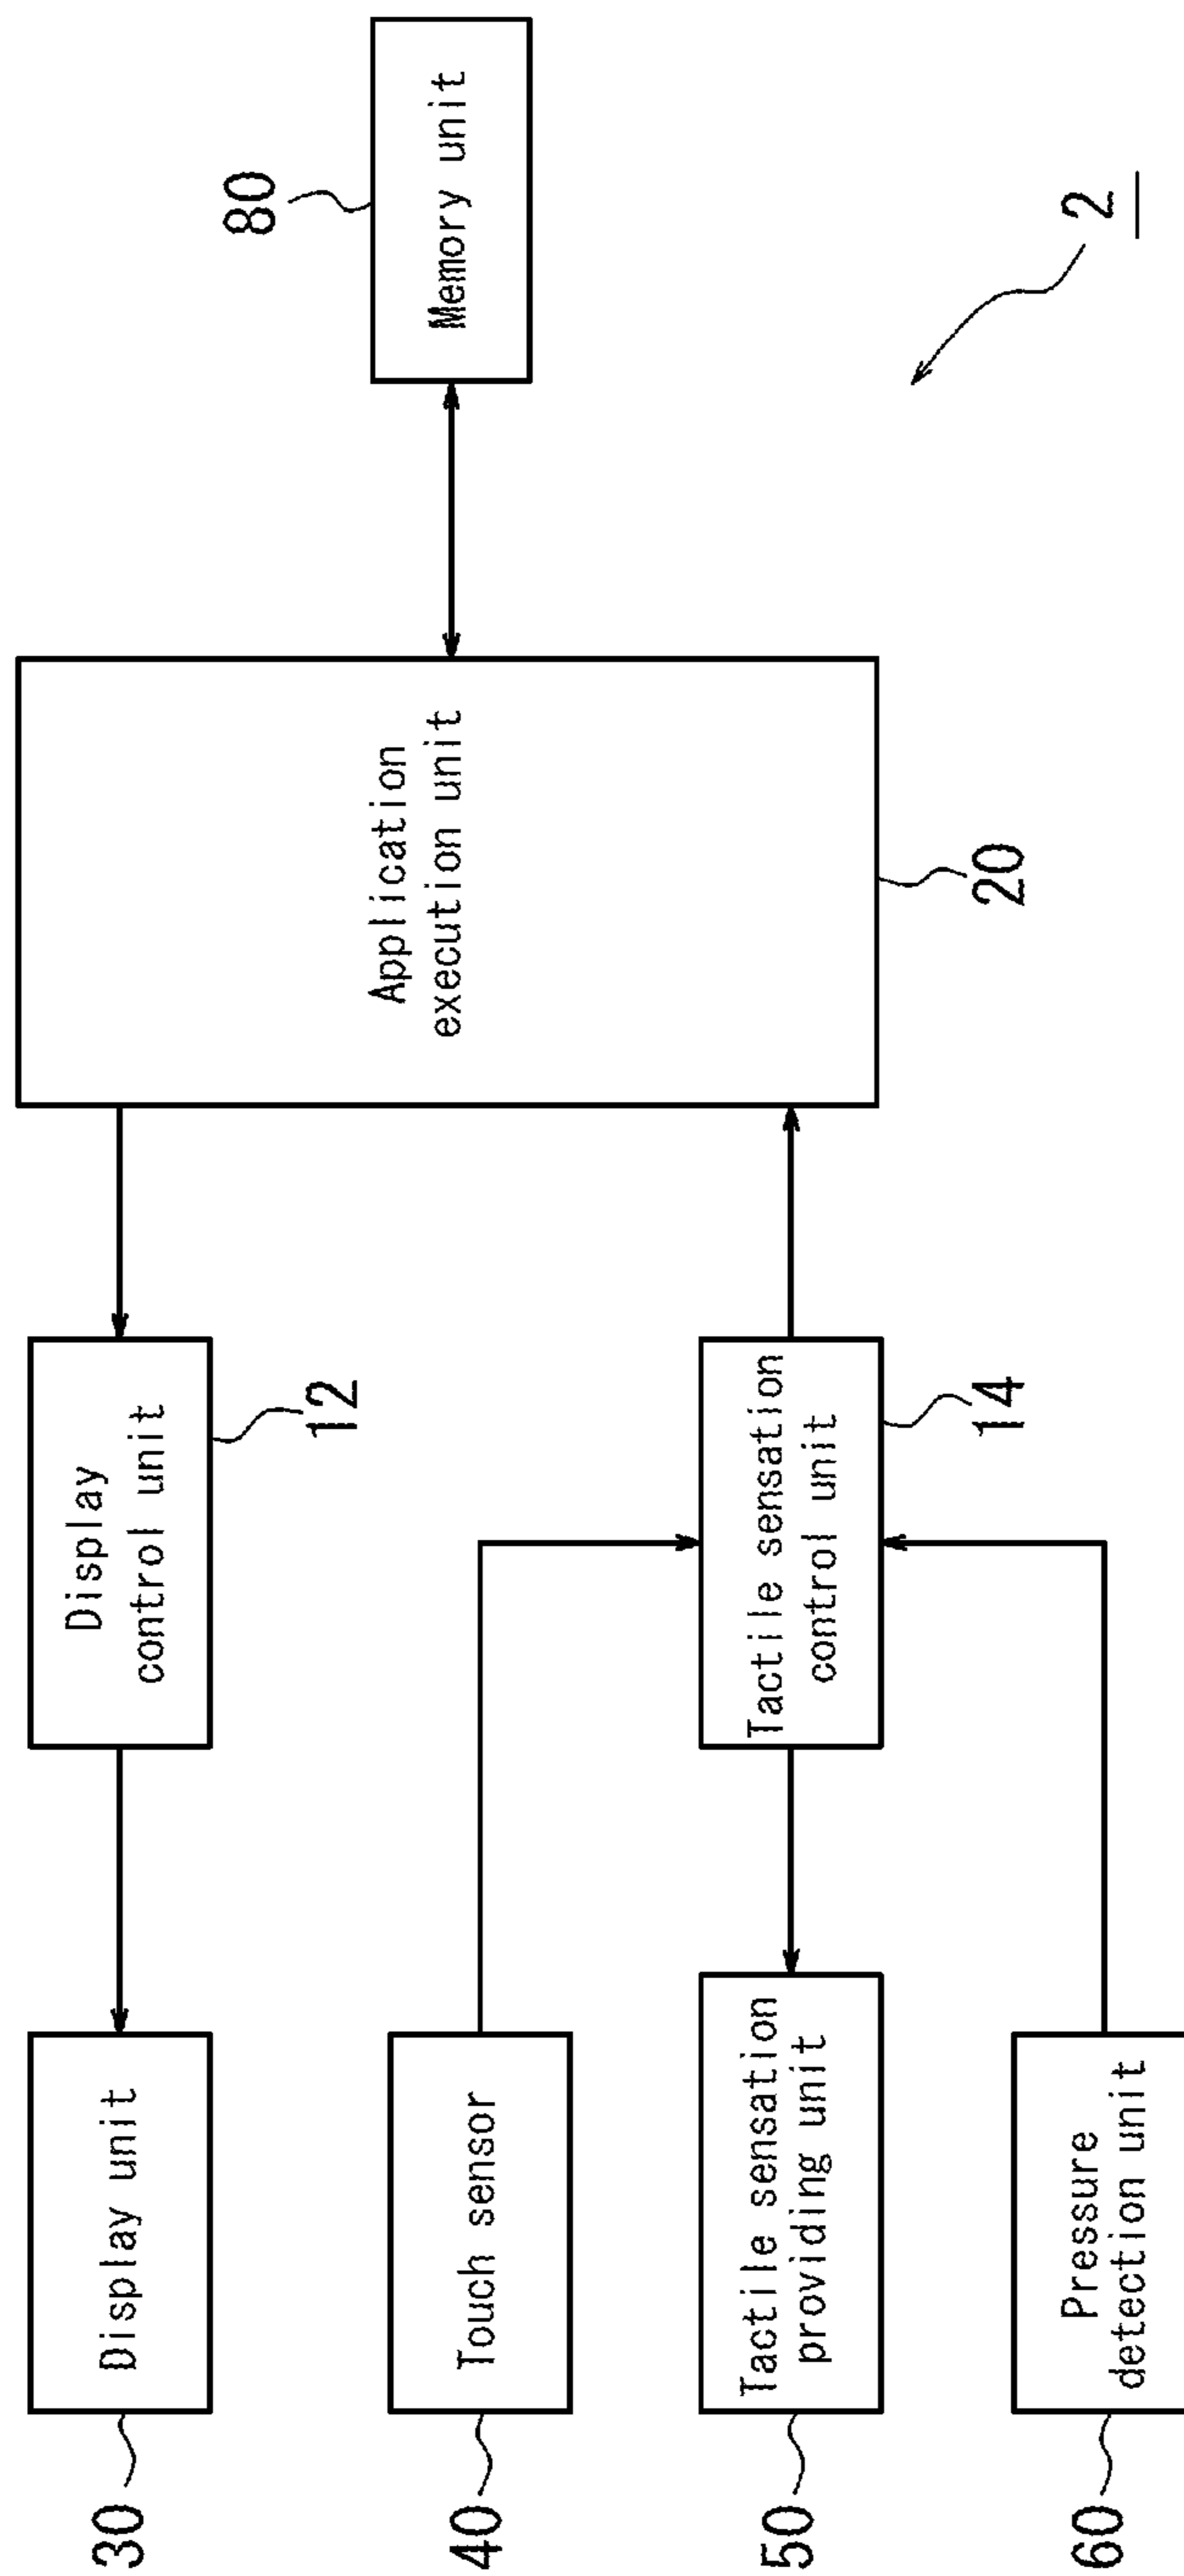 30
Display unit
Display
control unit
12
40
Touch sensor
Application
execution unit
20
Memory unit
80
50
Tactile sensation
providing unit
Tactile sensation
control unit
14
60
Pressure
detection unit
2